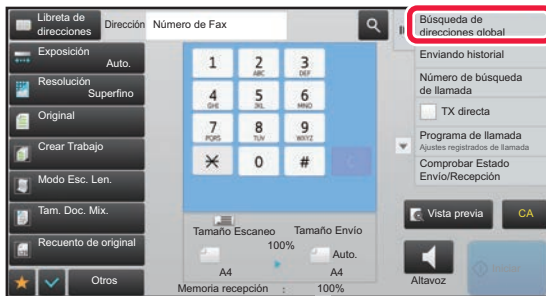 Libreta de
direcciones
Dirección
Número de Fax
Búsqueda de
direcciones global
Exposición
Auto.
Resolución
Superfino
Original
Crear Trabajo
Modo Esc. Len.
Tam. Doc. Mix.
Recuento de original
Otros
1
2
ABC
3
DEF
4
GHI
5
JKL
6
MNO
7
PQRS
8
TUV
9
WXYZ
0
#
C
Tamaño Escaneo
Tamaño Envío
100%
Auto.
A4
A4
Memoria recepción : 100%
Enviando historial
Número de búsqueda
de llamada
TX directa
Programa de llamada
Ajustes registrados de llamada
Comprobar Estado
Envío/Recepción
Vista previa
CA
Altavoz